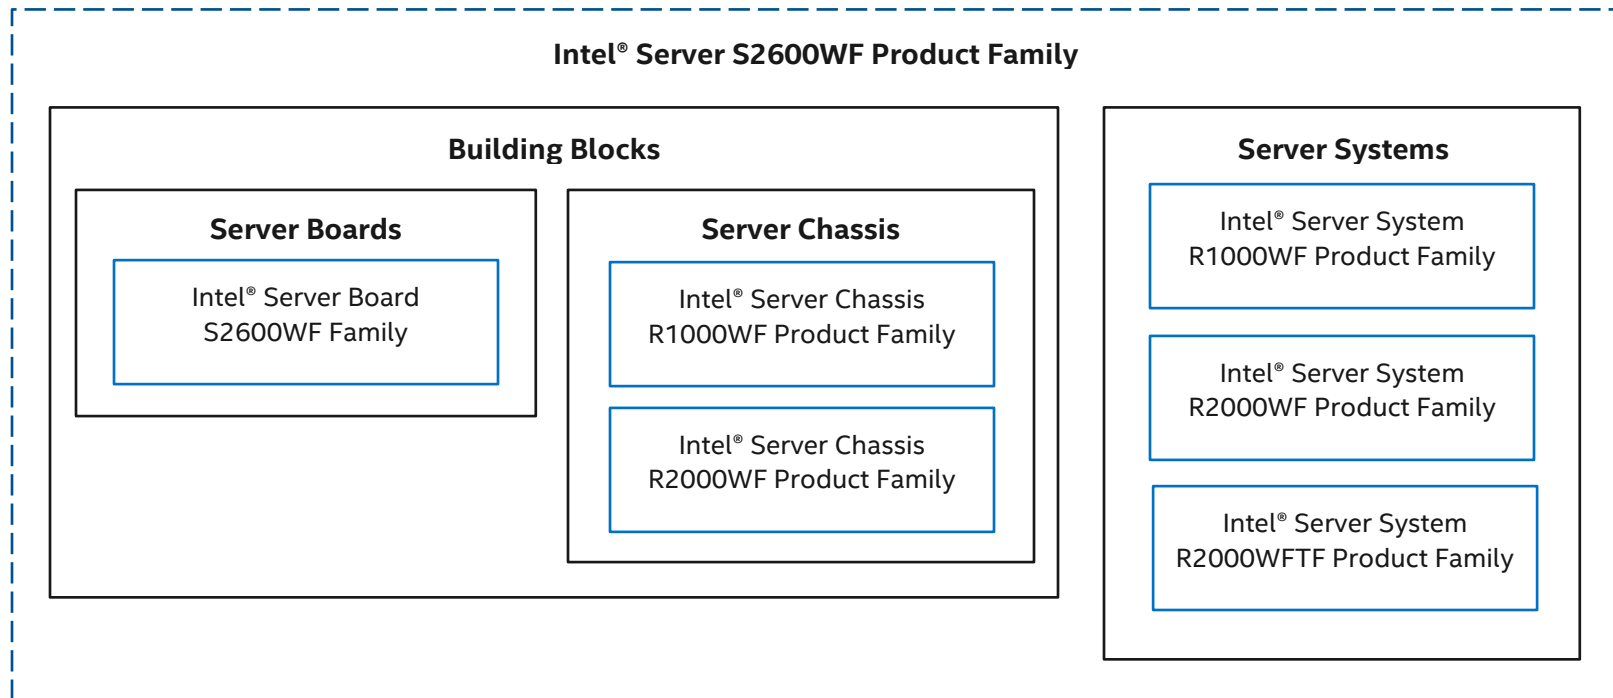 Intel® Server S2600WF Product Family
Building Blocks
Server Boards
Intel® Server Board
S2600WF Family
Server Chassis
Intel® Server Chassis
R1000WF Product Family
Intel® Server Chassis
R2000WF Product Family
Server Systems
Intel® Server System
R1000WF Product Family
Intel® Server System
R2000WF Product Family
Intel® Server System
R2000WFTF Product Family